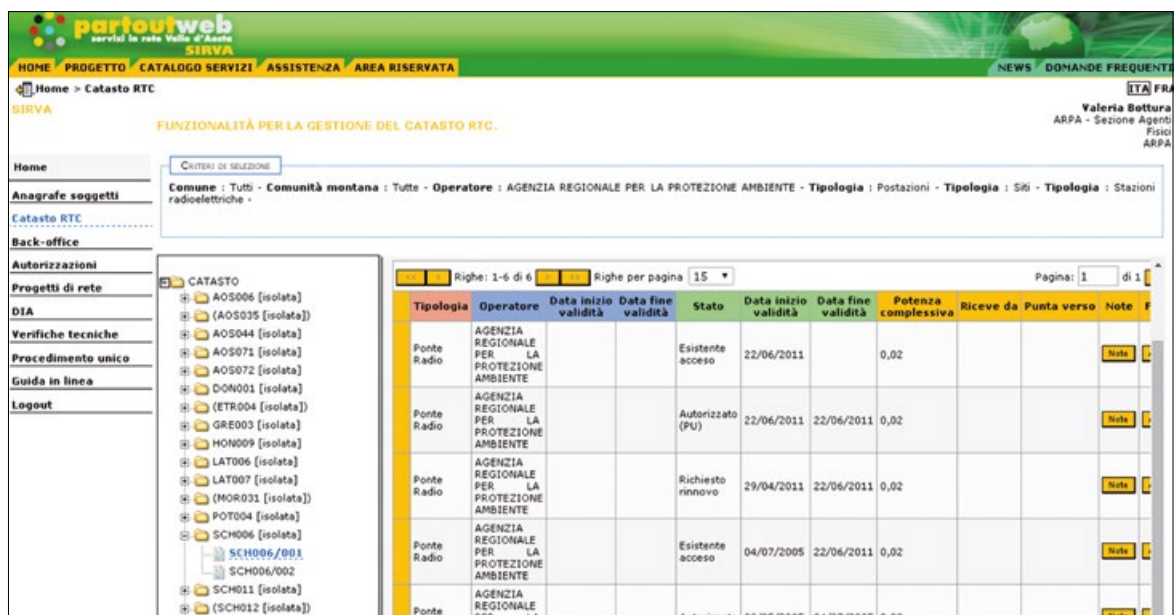 partoutweb
servizi in rete Valle d'Aosta
SIRVA
HOME PROGETTO CATALOGO SERVIZI ASSISTENZA AREA RISERVATA NEWS DOMANDE FREQUENTI
Home > Catasto RTC ITA FRA
SIRVA
Valeria Bottura
ARPA - Sezione Agenti
Fisici
ARPA
FUNZIONALITÀ PER LA GESTIONE DEL CATASTO RTC.
Home
Anagrafe soggetti
Catasto RTC
Back-office
Autorizzazioni
Progetti di rete
DIA
Verifiche tecniche
Procedimento unico
Guida in linea
Logout
CRITERI DI SELEZIONE
Comune : Tutti - Comunità montana : Tutte - Operatore : AGENZIA REGIONALE PER LA PROTEZIONE AMBIENTE - Tipologia : Postazioni - Tipologia : Siti - Tipologia : Stazioni
radioelettriche -
CATASTO
AOS006 [isolata]
(AOS035 [isolata])
AOS044 [isolata]
AOS071 [isolata]
AOS072 [isolata]
DON001 [isolata]
(ETR004 [isolata])
GRE003 [isolata]
HON009 [isolata]
LAT006 [isolata]
LAT007 [isolata]
(MOR031 [isolata])
POT004 [isolata]
SCH006 [isolata]
SCH006/001
SCH006/002
SCH011 [isolata]
(SCH012 [isolata])
<< < Righe: 1-6 di 6 > >> Righe per pagina 15 Pagina: 1 di 1
Tipologia Operatore Data inizio validità Data fine validità Stato Data inizio validità Data fine validità Potenza complessiva Riceve da Punta verso Note
Ponte Radio AGENZIA REGIONALE PER LA PROTEZIONE AMBIENTE Esistente acceso 22/06/2011 0,02 Note
Ponte Radio AGENZIA REGIONALE PER LA PROTEZIONE AMBIENTE Autorizzato (PU) 22/06/2011 22/06/2011 0,02 Note
Ponte Radio AGENZIA REGIONALE PER LA PROTEZIONE AMBIENTE Richiesto rinnovo 29/04/2011 22/06/2011 0,02 Note
Ponte Radio AGENZIA REGIONALE PER LA PROTEZIONE AMBIENTE Esistente acceso 04/07/2005 22/06/2011 0,02 Note
Ponte AGENZIA REGIONALE